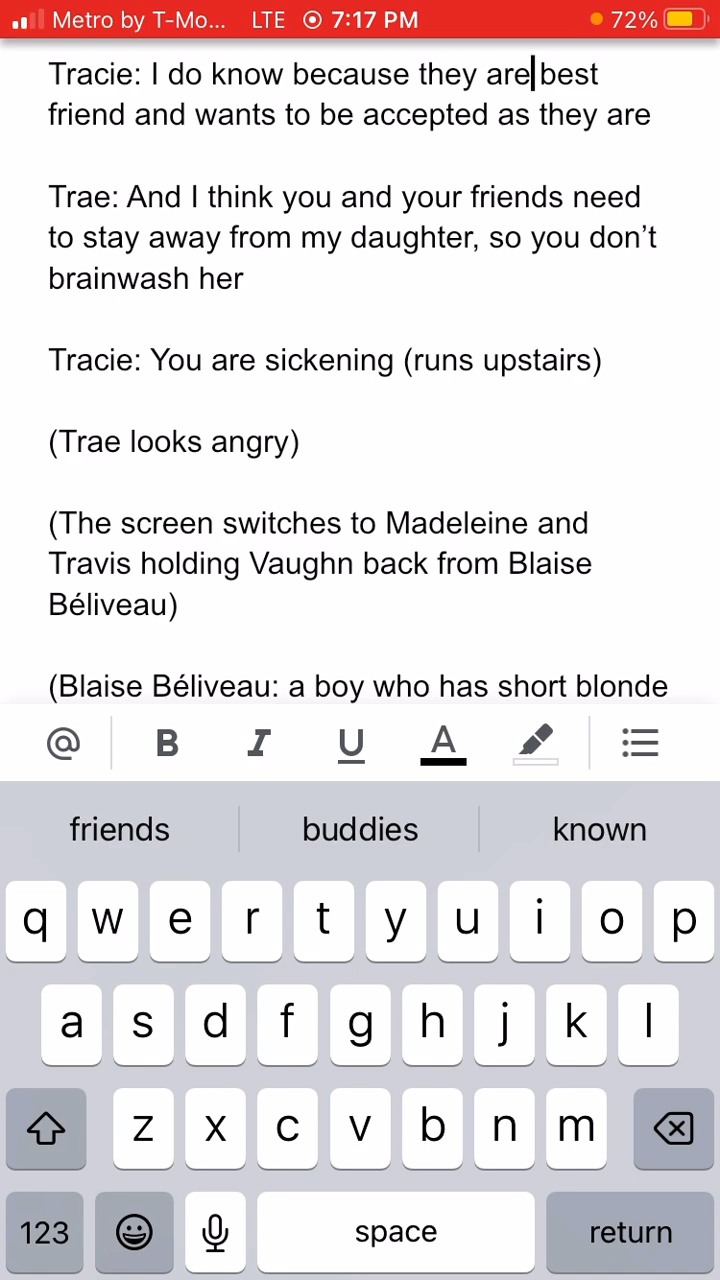 Metro by T-Mo... LTE 7:17 PM 72%
Tracie: I do know because they are best
friend and wants to be accepted as they are
Trae: And I think you and your friends need
to stay away from my daughter, so you don’t
brainwash her
Tracie: You are sickening (runs upstairs)
(Trae looks angry)
(The screen switches to Madeleine and
Travis holding Vaughn back from Blaise
Béliveau)
(Blaise Béliveau: a boy who has short blonde
@ B I U A
friends buddies known
q w e r t y u i o p
a s d f g h j k l
z x c v b n m
123 space return